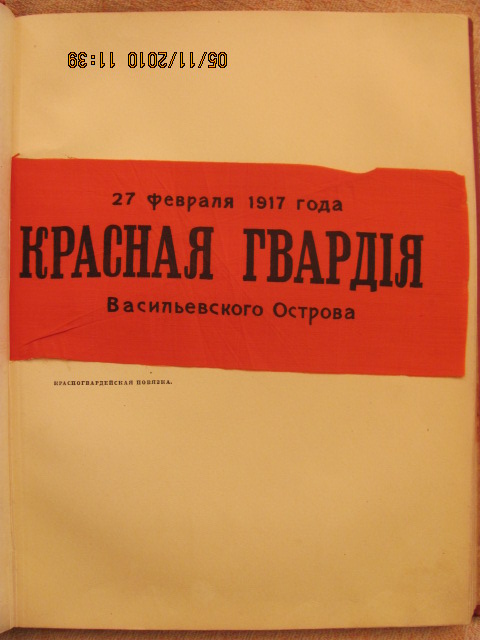 05/11/2010 11:39
27 февраля 1917 года
КРАСНАЯ ГВАРДІЯ
Васильевского Острова
КРАСНОГВАРДЕЙСКАЯ ПОВЯЗКА.